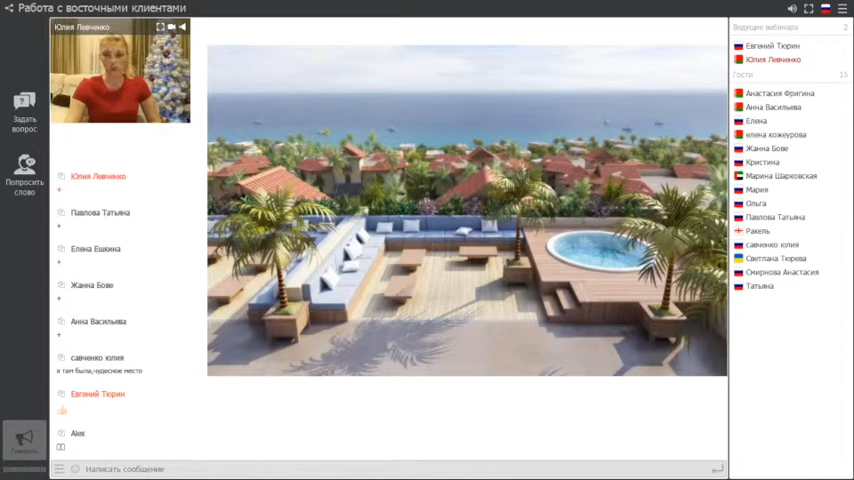 Работа с восточными клиентами
Юлия Левченко
Задать
вопрос
Попросить
слово
Юлия Левченко
+
Павлова Татьяна
+
Елена Ешкина
+
Жанна Бове
+
Анна Васильева
+
савченко юлия
я там была,чудесное место
Евгений Тюрин
Alex
Написать сообщение
Ведущие вебинара 2
Евгений Тюрин
Юлия Левченко
Гости 15
Анастасия Фригина
Анна Васильева
Елена
елена кожеурова
Жанна Бове
Кристина
Марина Шарковская
Мария
Ольга
Павлова Татьяна
Ракель
савченко юлия
Светлана Тюрева
Смирнова Анастасия
Татьяна